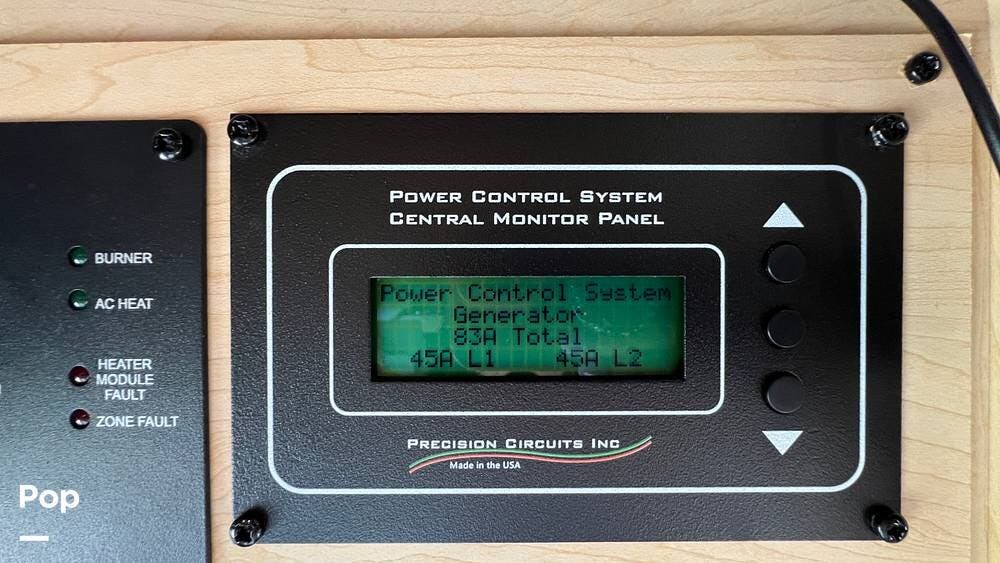 BURNER
AC HEAT
HEATER
MODULE
FAULT
ZONE FAULT
Pop
POWER CONTROL SYSTEM
CENTRAL MONITOR PANEL
Power Control System
Generator
83A Total
45A L1 45A L2
PRECISION CIRCUITS INC
Made in the USA